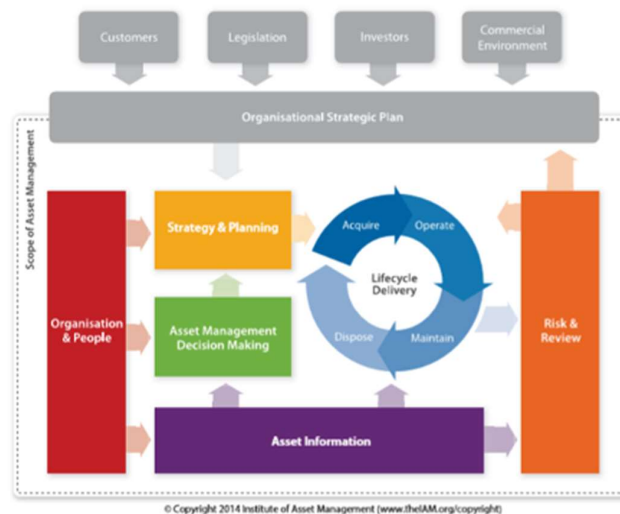 Customers
Legislation
Investors
Commercial
Environment
Organisational Strategic Plan
Scope of Asset Management
Organisation
& People
Strategy & Planning
Asset Management
Decision Making
Acquire
Operate
Lifecycle
Delivery
Dispose
Maintain
Risk &
Review
Asset Information
© Copyright 2014 Institute of Asset Management (www.theIAM.org/copyright)